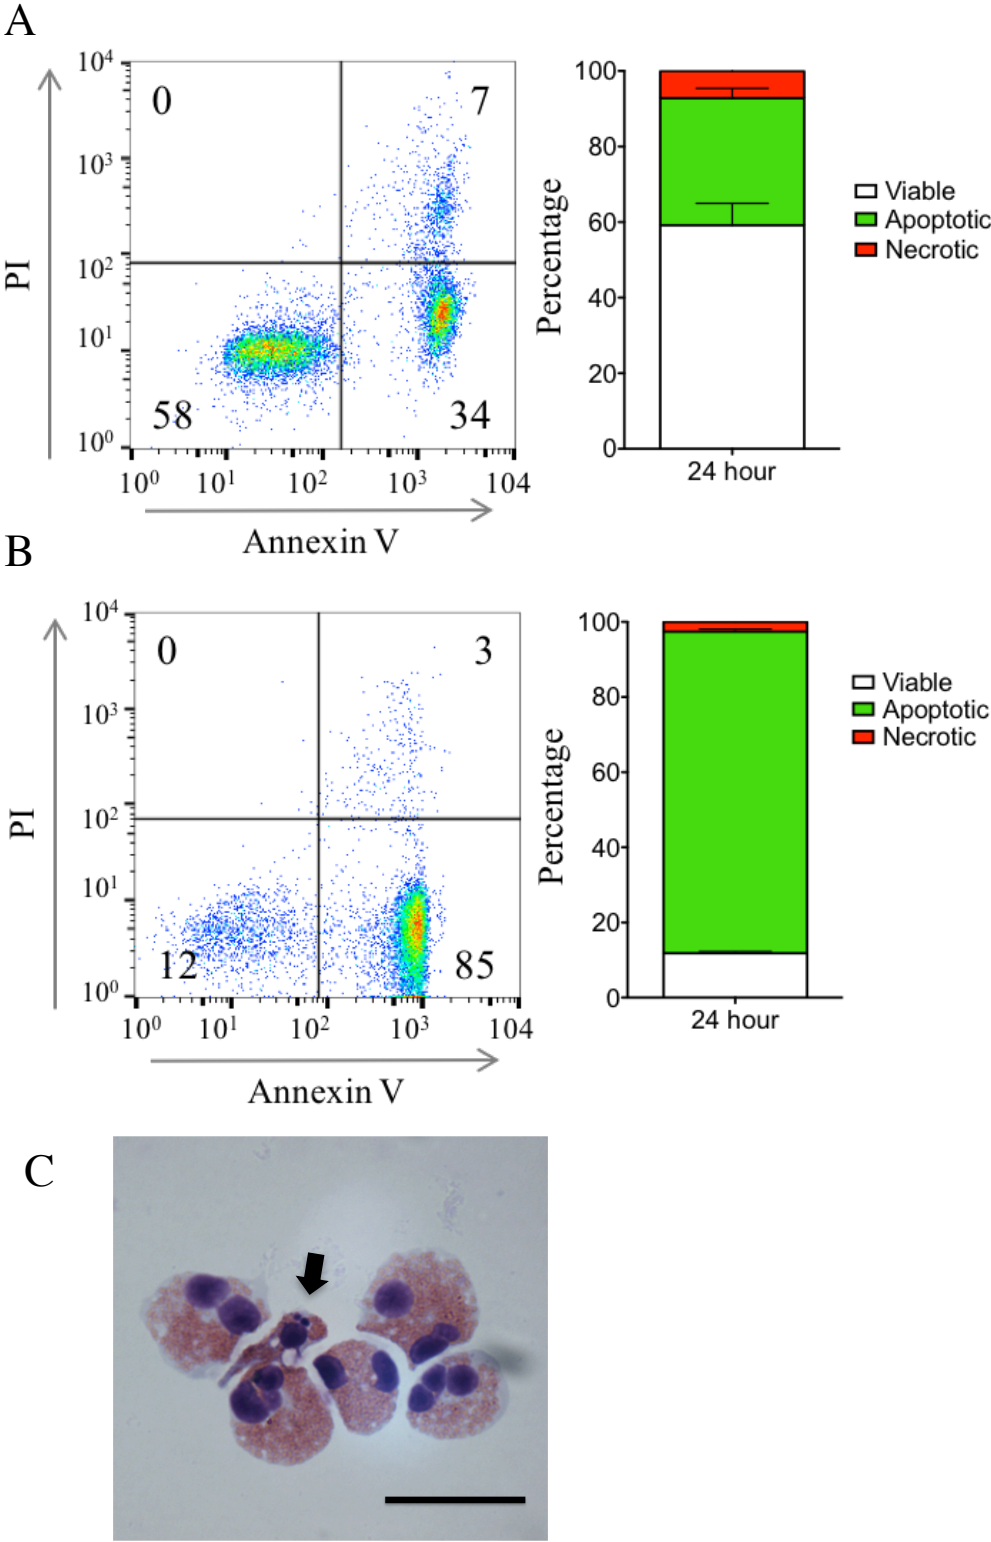 A
10⁴
10³
10²
10¹
10⁰
PI
0
7
58
34
10⁰ 10¹ 10² 10³ 104
Annexin V
100
80
60
40
20
0
Percentage
24 hour
Viable
Apoptotic
Necrotic
B
10⁴
10³
10²
10¹
10⁰
PI
0
3
12
85
10⁰ 10¹ 10² 10³ 104
Annexin V
100
80
60
40
20
0
Percentage
24 hour
Viable
Apoptotic
Necrotic
C